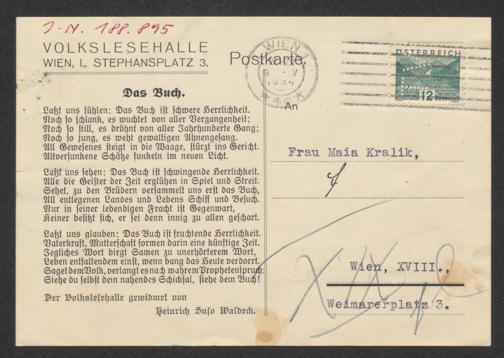 J.N. 188.895
VOLKSLESEHALLE
WIEN, I., STEPHANSPLATZ 3.
Das Buch.
Laßt uns fühlen: Das Buch ist schwere Herrlichkeit.
Noch so schlank, es wuchtet von aller Vergangenheit;
Noch so still, es dröhnt von aller Jahrhunderte Gang;
Noch so jung, es weht gewaltigen Ahnengesang.
All Gewesenes steigt in die Waage, stürzt ins Gericht.
Altversunkene Schätze funkeln im neuen Licht.
Laßt uns sehen: Das Buch ist schwingende Herrlichkeit.
Alle die Geister der Zeit erglühen in Spiel und Streit.
Sehet, zu den Brüdern versammelt uns erst das Buch,
All entlegenen Landes und Lebens Schiff und Besuch.
Nur in seiner lebendigen Fracht ist Gegenwart,
Keiner besitzt sich, er sei denn innig zu allen geschart.
Laßt uns glauben: Das Buch ist fruchtende Herrlichkeit.
Vaterkraft, Mutterschaft formen darin eine künftige Zeit.
Jegliches Wort birgt Samen zu unerhörterem Wort,
Leben entfaltendem einst, wenn bang das Heute verdorrt.
Saget dem Volk, verlangt es nach wahrem Prophetenspruch:
Siehe du selbst dein nahendes Schicksal, siehe dem Buch!
Der Volkslesehalle gewidmet von
Heinrich Suso Waldeck.
Postkarte
WIEN
ÖSTERREICH
12
An
Frau Maia Kralik,
Wien, XVIII.,
Weimarerplatz 3.
XIX